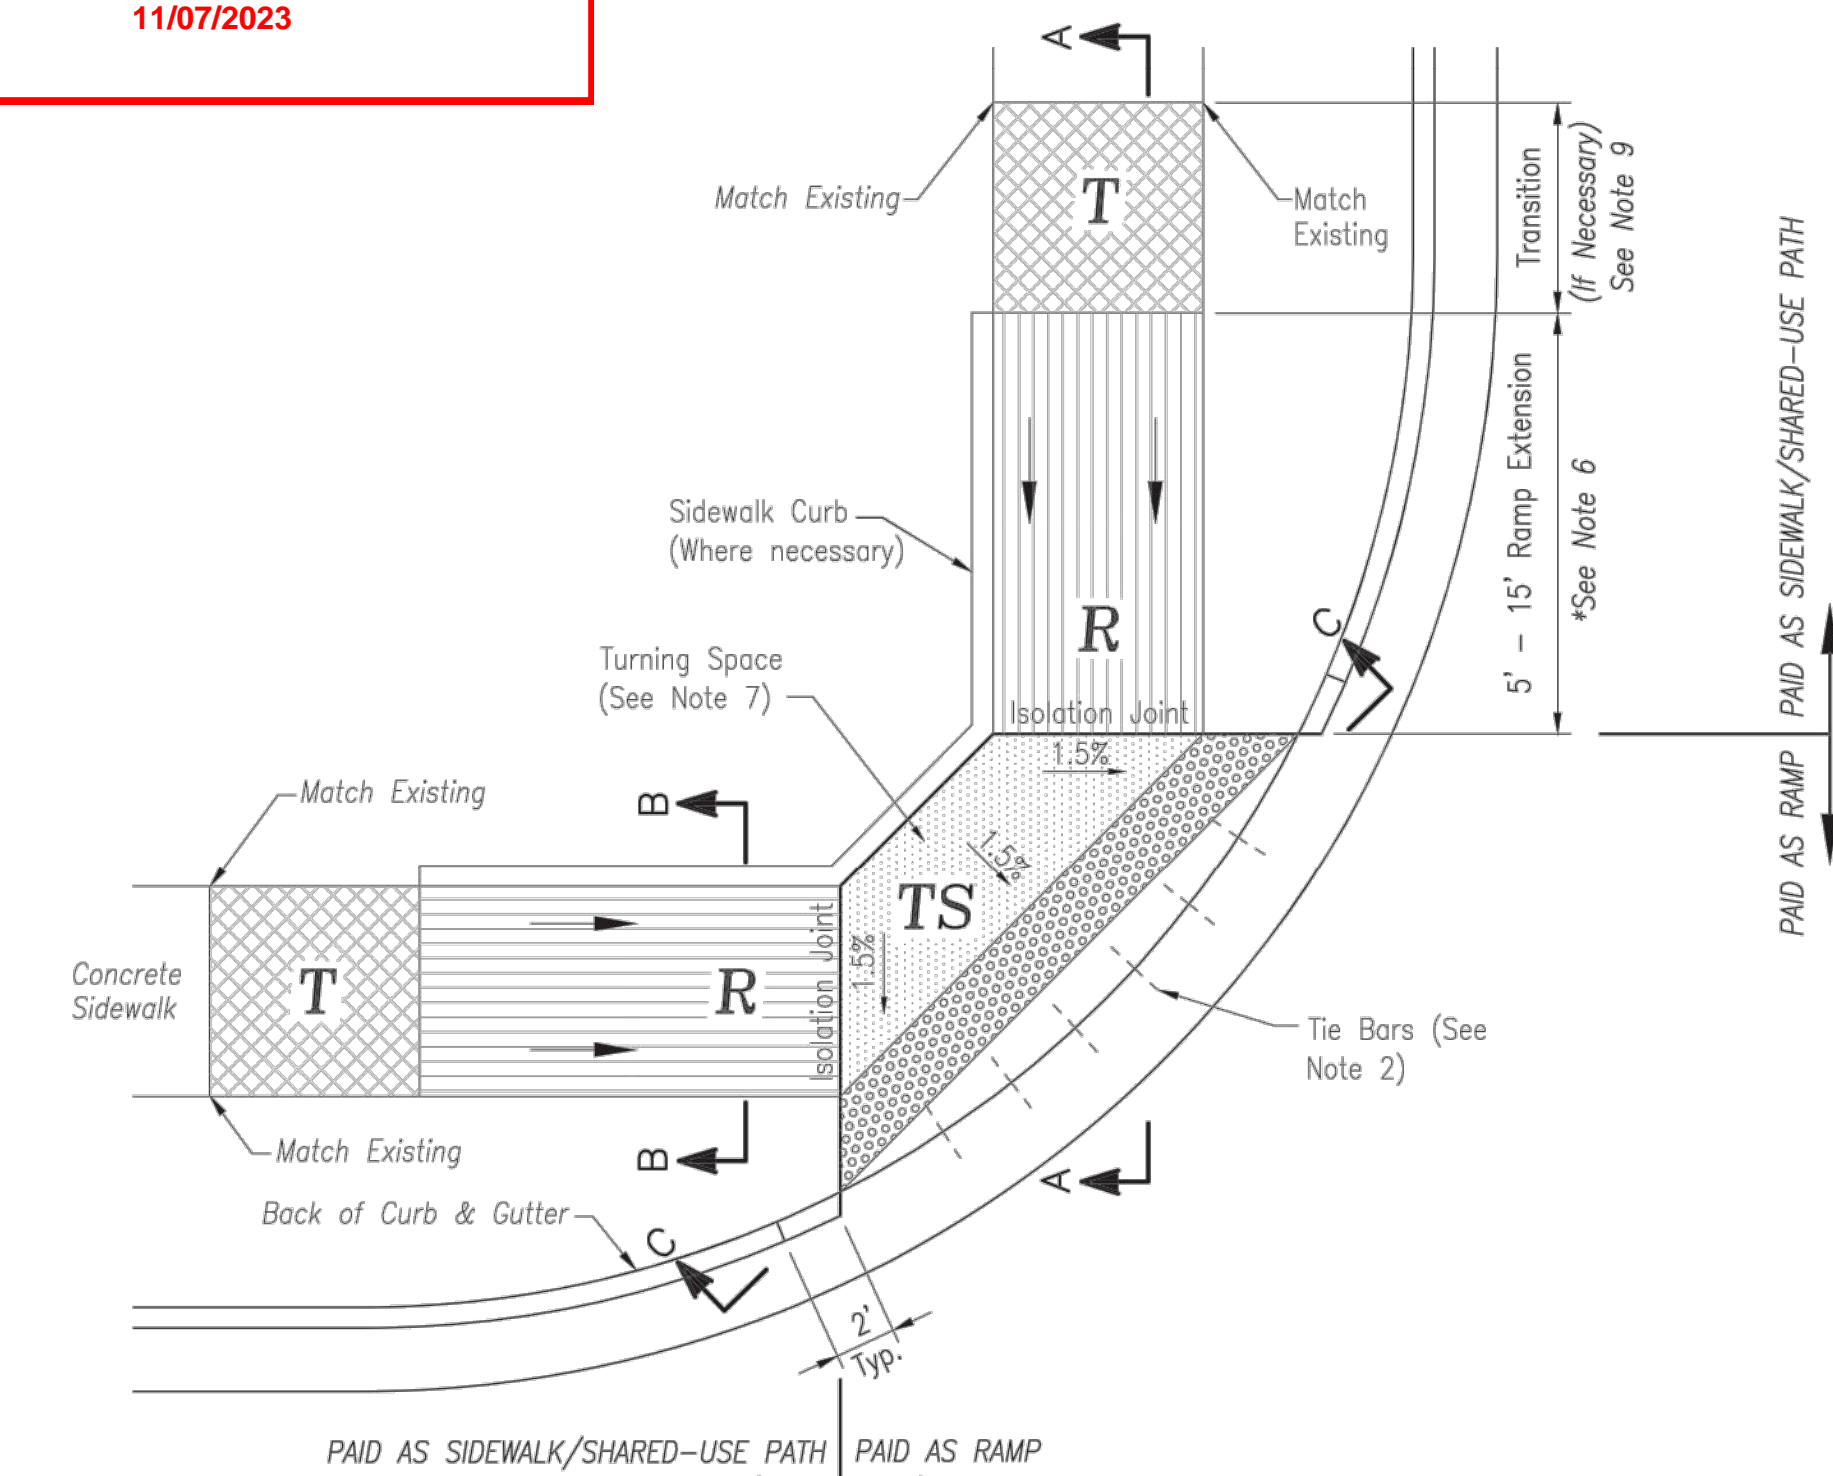 11/07/2023
A
Match Existing
T
Match
Existing
Transition
(If Necessary)
See Note 9
5' - 15' Ramp Extension
*See Note 6
PAID AS SIDEWALK/SHARED-USE PATH
PAID AS RAMP
Sidewalk Curb
(Where necessary)
R
C
Turning Space
(See Note 7)
Isolation Joint
1.5%
Match Existing
B
1.5%
TS
Concrete
Sidewalk
T
R
Isolation Joint
1.5%
Tie Bars (See
Note 2)
Match Existing
B
A
Back of Curb & Gutter
C
2'
Typ.
PAID AS SIDEWALK/SHARED-USE PATH
PAID AS RAMP